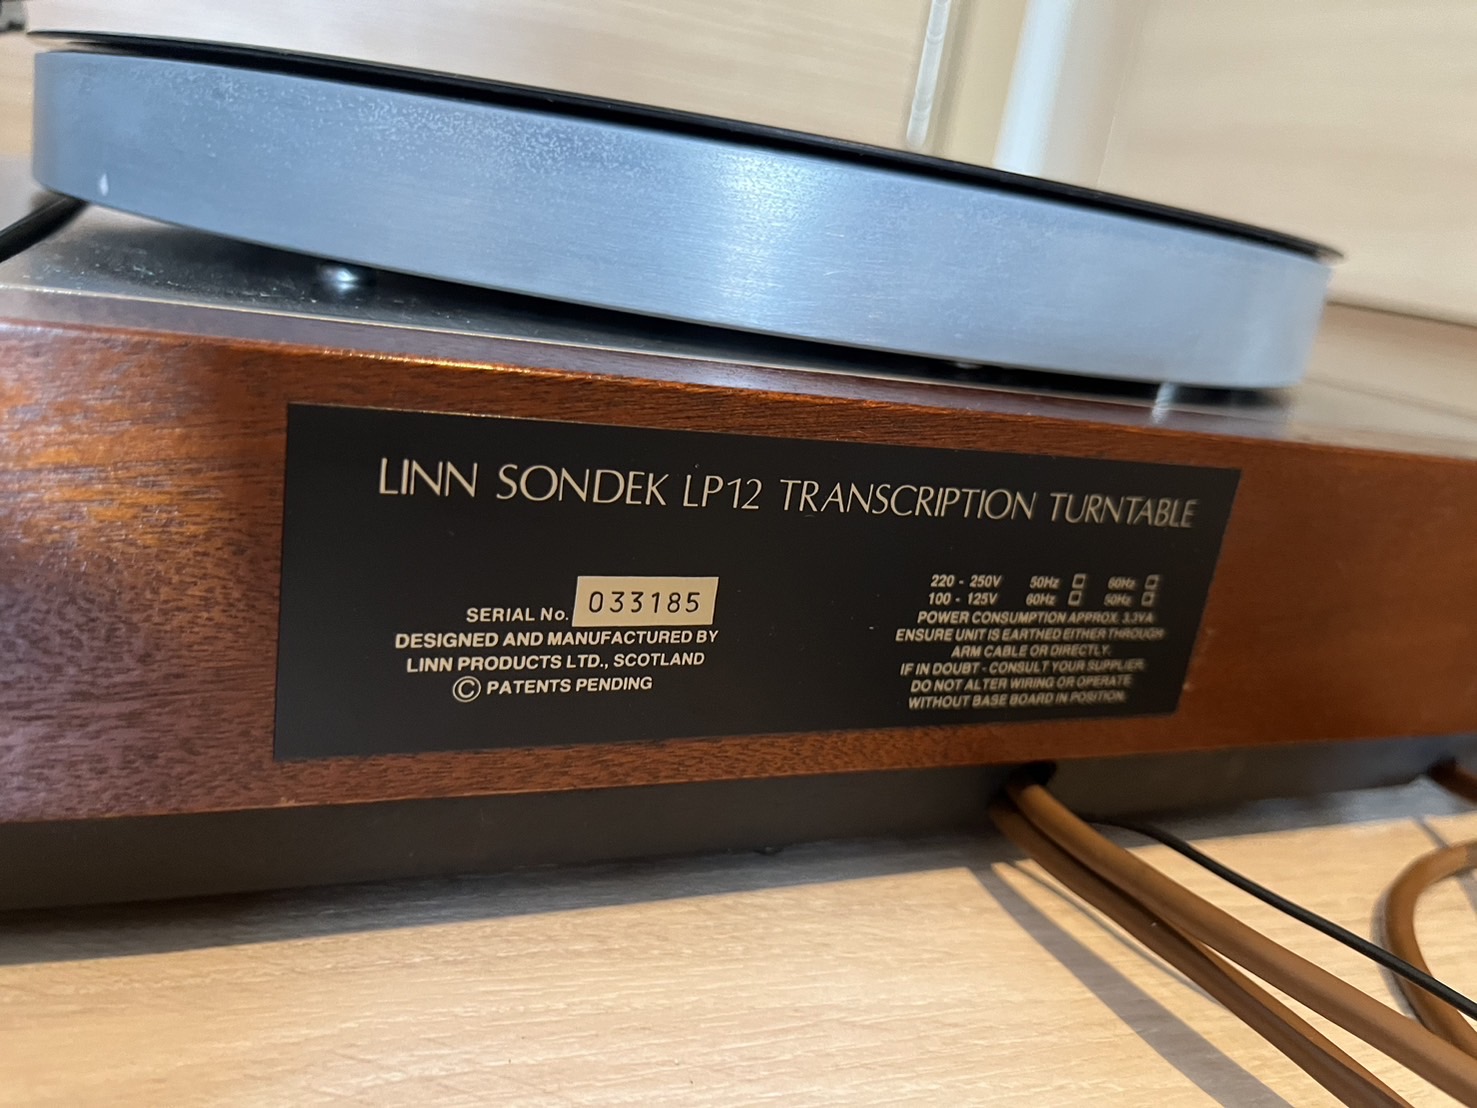 LINN SONDEK LP12 TRANSCRIPTION TURNTABLE
SERIAL No. 033185
DESIGNED AND MANUFACTURED BY
LINN PRODUCTS LTD., SCOTLAND
© PATENTS PENDING
220 - 250V 50Hz □ 60Hz □
100 - 125V 60Hz □ 50Hz □
POWER CONSUMPTION APPROX. 3.2VA
ENSURE UNIT IS EARTHED EITHER THROUGH
ARM CABLE OR DIRECTLY.
IF IN DOUBT - CONSULT YOUR SUPPLIER
DO NOT ALTER WIRING OR OPERATE
WITHOUT BASE BOARD IN POSITION.